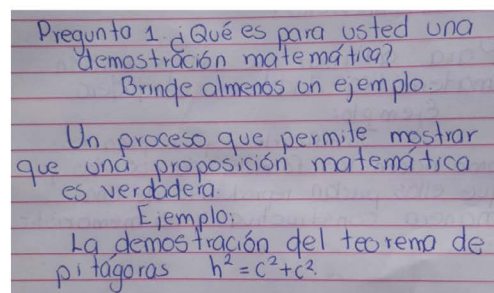 Pregunta 1. ¿Qué es para usted una
demostración matemática?
Brinde almenos un ejemplo.
Un proceso que permite mostrar
que una proposición matemática
es verdadera.
Ejemplo:
La demostración del teorema de
pitágoras h² = c² + c².